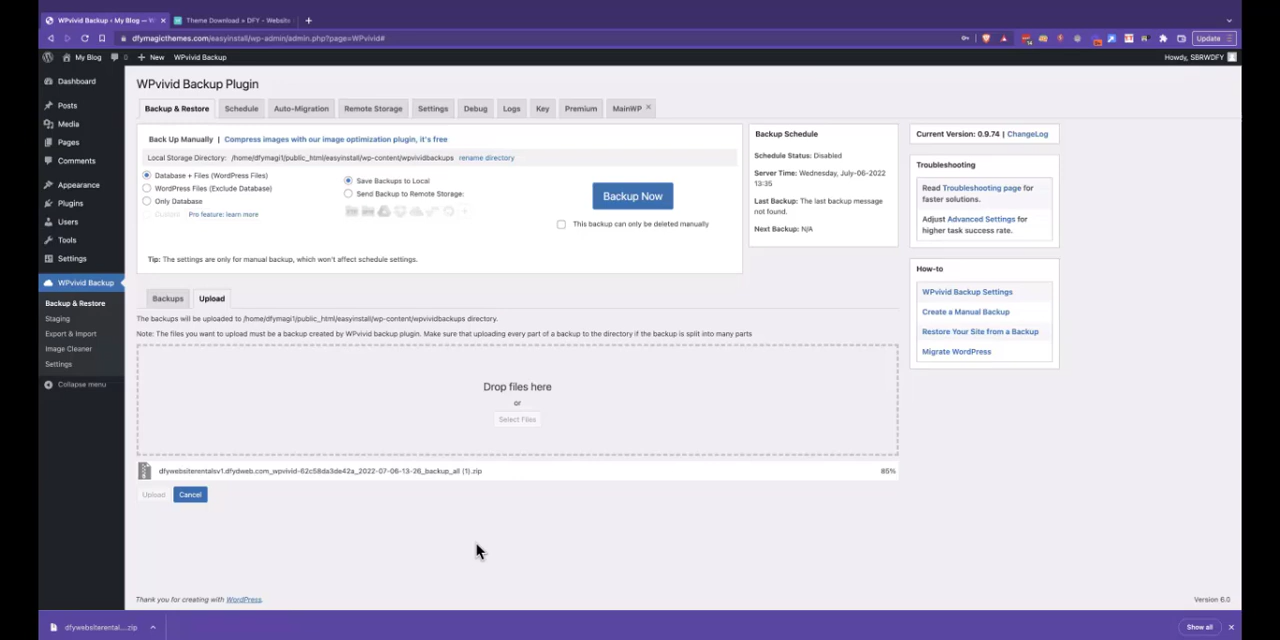 WPvivid Backup ‹ My Blog — W
Theme Download » DFY - Website
dfymagicthemes.com/easyinstall/wp-admin/admin.php?page=WPvivid#
Update
My Blog
New
WPvivid Backup
Howdy, SBRWDFY
Dashboard
Posts
Media
Pages
Comments
Appearance
Plugins
Users
Tools
Settings
WPvivid Backup
Backup & Restore
Staging
Export & Import
Image Cleaner
Settings
Collapse menu
WPvivid Backup Plugin
Backup & Restore
Schedule
Auto-Migration
Remote Storage
Settings
Debug
Logs
Key
Premium
MainWP
Back Up Manually | Compress images with our image optimization plugin, it's free
Local Storage Directory: /home/dfymagi1/public_html/easyinstall/wp-content/wpvividbackups rename directory
Database + Files (WordPress Files)
WordPress Files (Exclude Database)
Only Database
Custom Pro feature: learn more
Save Backups to Local
Send Backup to Remote Storage:
Backup Now
This backup can only be deleted manually
Tip: The settings are only for manual backup, which won't affect schedule settings.
Backup Schedule
Schedule Status: Disabled
Server Time: Wednesday, July-06-2022
13:35
Last Backup: The last backup message
not found.
Next Backup: N/A
Current Version: 0.9.74 | ChangeLog
Troubleshooting
Read Troubleshooting page for
faster solutions.
Adjust Advanced Settings for
higher task success rate.
How-to
WPvivid Backup Settings
Create a Manual Backup
Restore Your Site from a Backup
Migrate WordPress
Backups
Upload
The backups will be uploaded to /home/dfymagi1/public_html/easyinstall/wp-content/wpvividbackups directory.
Note: The files you want to upload must be a backup created by WPvivid backup plugin. Make sure that uploading every part of a backup to the directory if the backup is split into many parts
Drop files here
or
Select Files
dfywebsiterentalsv1.dfydweb.com_wpvivid-62c58da3de42a_2022-07-06-13-26_backup_all (1).zip
85%
Upload
Cancel
Thank you for creating with WordPress.
Version 6.0
dfywebsiterental....zip
Show all